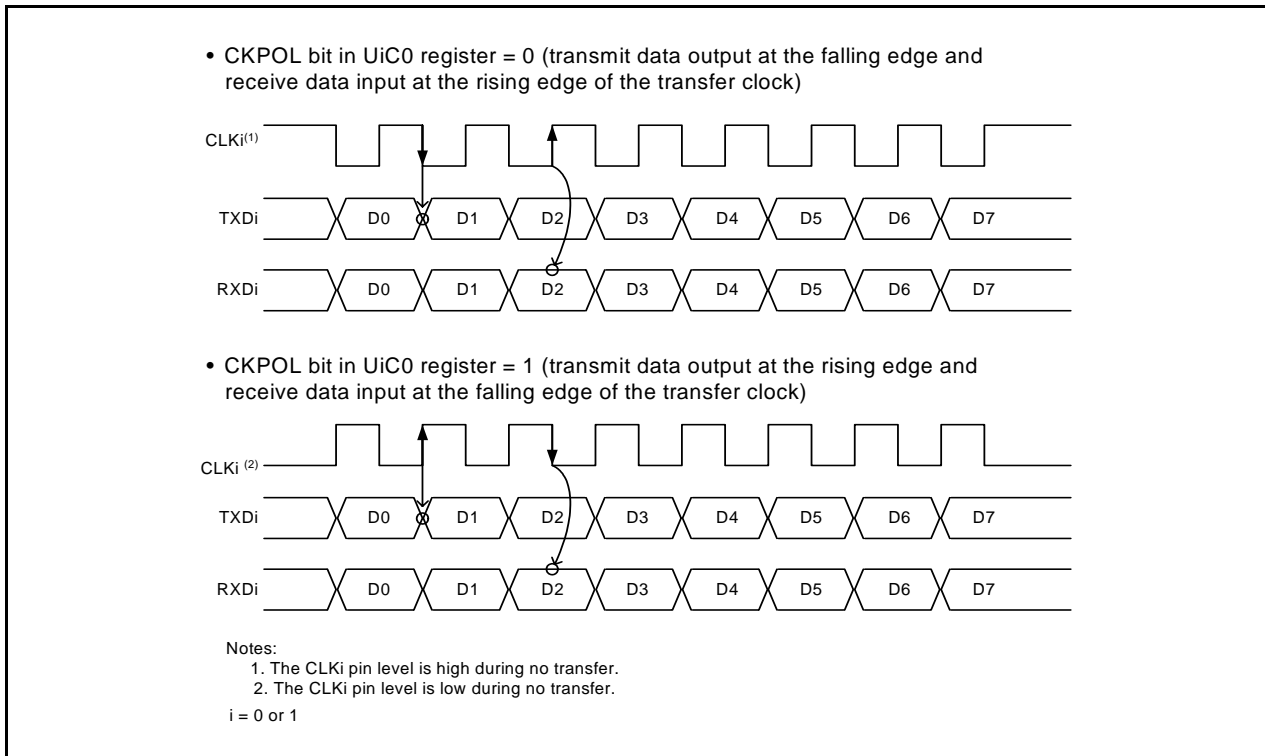 • CKPOL bit in UiC0 register = 0 (transmit data output at the falling edge and
receive data input at the rising edge of the transfer clock)
CLKi(1)
TXDi D0 D1 D2 D3 D4 D5 D6 D7
RXDi D0 D1 D2 D3 D4 D5 D6 D7
• CKPOL bit in UiC0 register = 1 (transmit data output at the rising edge and
receive data input at the falling edge of the transfer clock)
CLKi (2)
TXDi D0 D1 D2 D3 D4 D5 D6 D7
RXDi D0 D1 D2 D3 D4 D5 D6 D7
Notes:
1. The CLKi pin level is high during no transfer.
2. The CLKi pin level is low during no transfer.
i = 0 or 1